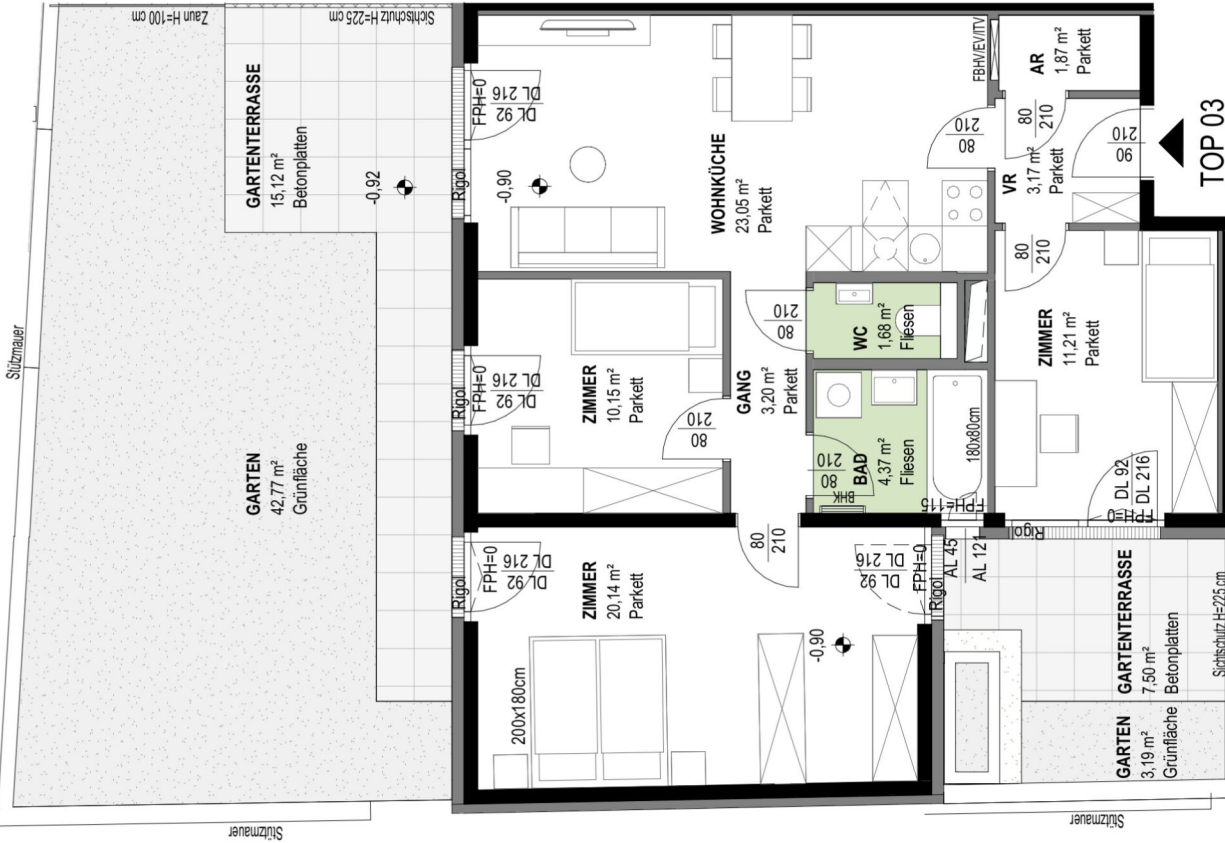 Stützmauer
Zaun H=100 cm
Sichtschutz H=225 cm
GARTENTERRASSE
15,12 m²
Betonplatten
-0,92
GARTEN
42,77 m²
Grünfläche
Stützmauer
Rigol
FPH=0
DL 92
DL 216
Rigol
FPH=0
DL 92
DL 216
Rigol
FPH=0
DL 92
DL 216
-0,90
WOHNKÜCHE
23,05 m²
Parkett
80
210
FBHV/EV/ITV
AR
1,87 m²
Parkett
80
210
VR
3,17 m²
Parkett
90
210
TOP 03
80
210
ZIMMER
10,15 m²
Parkett
80
210
GANG
3,20 m²
Parkett
80
210
WC
1,68 m²
Fliesen
BAD
4,37 m²
Fliesen
80
210
BHK
180x80cm
FPH=115
AL 45
AL 121
ZIMMER
11,21 m²
Parkett
FPH=0
DL 92
DL 216
Rigol
ZIMMER
20,14 m²
Parkett
80
210
200x180cm
-0,90
DL 92
DL 216
FPH=0
Rigol
GARTENTERRASSE
7,50 m²
Betonplatten
GARTEN
3,19 m²
Grünfläche
Sichtschutz H=225 cm
Stützmauer